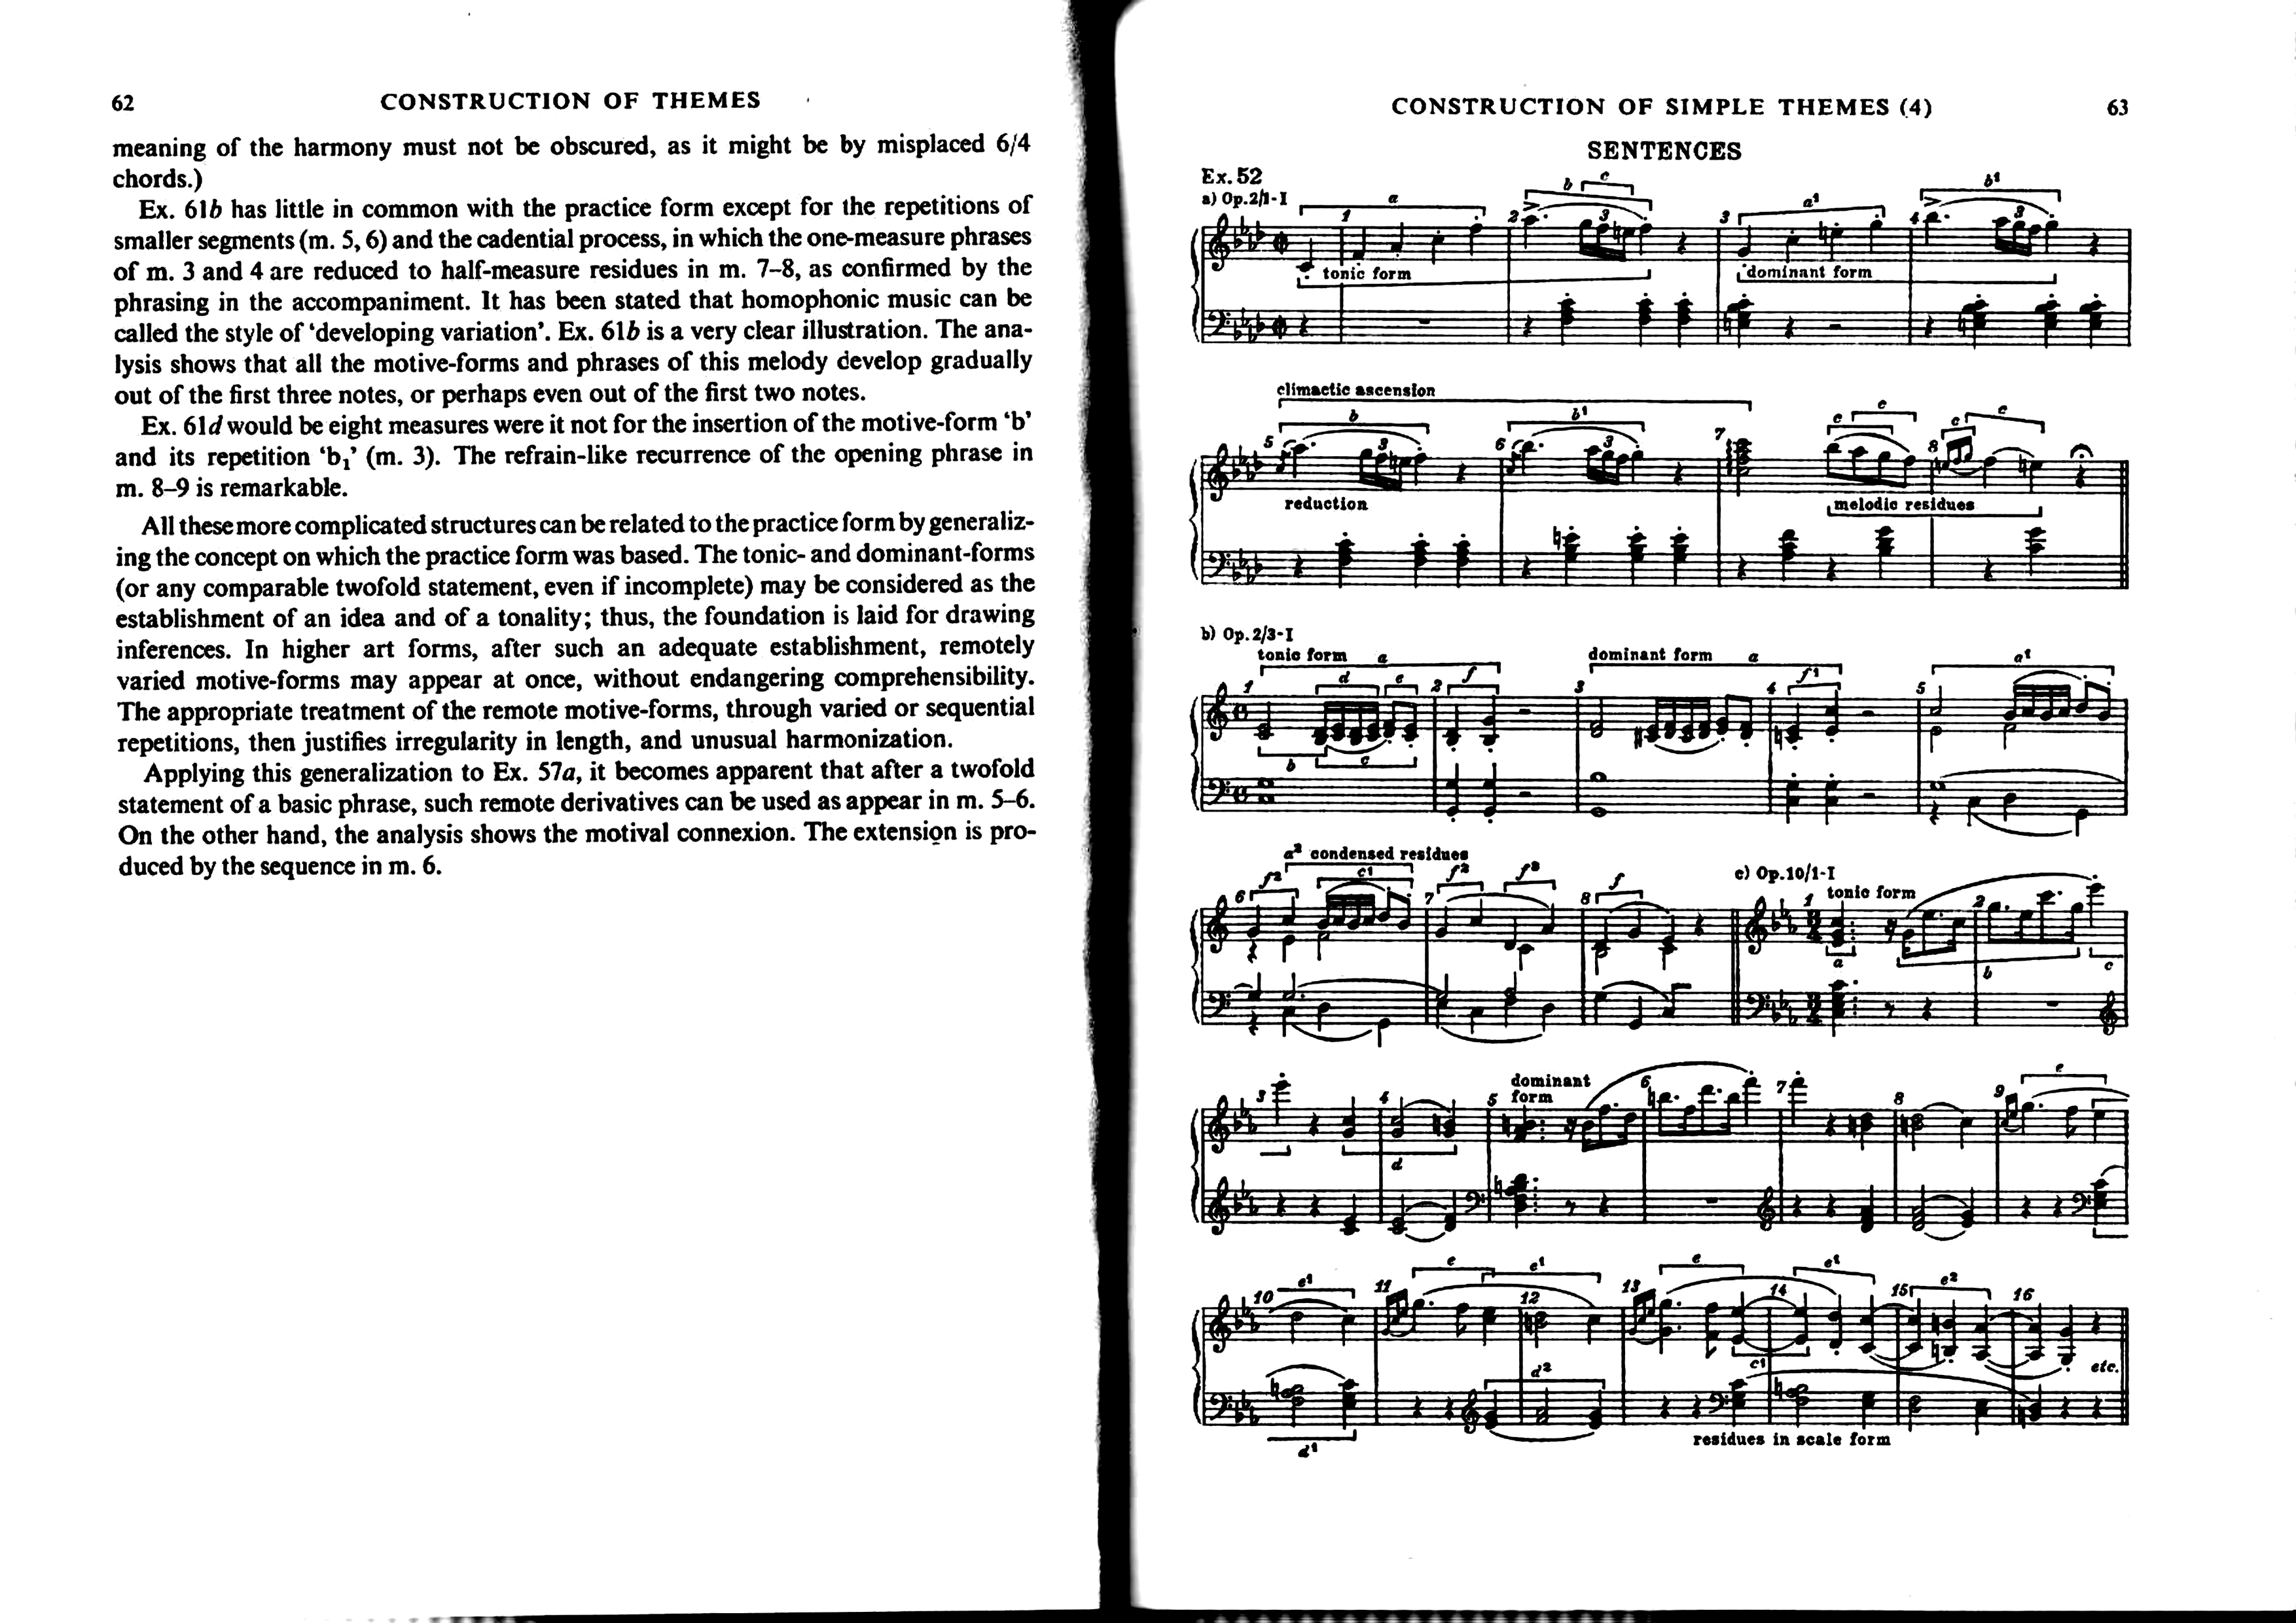 62 CONSTRUCTION OF THEMES
meaning of the harmony must not be obscured, as it might be by misplaced 6/4
chords.)
Ex. 61b has little in common with the practice form except for the repetitions of
smaller segments (m. 5, 6) and the cadential process, in which the one-measure phrases
of m. 3 and 4 are reduced to half-measure residues in m. 7–8, as confirmed by the
phrasing in the accompaniment. It has been stated that homophonic music can be
called the style of ‘developing variation’. Ex. 61b is a very clear illustration. The ana-
lysis shows that all the motive-forms and phrases of this melody develop gradually
out of the first three notes, or perhaps even out of the first two notes.
Ex. 61d would be eight measures were it not for the insertion of the motive-form ‘b’
and its repetition ‘b₁’ (m. 3). The refrain-like recurrence of the opening phrase in
m. 8–9 is remarkable.
All these more complicated structures can be related to the practice form by generaliz-
ing the concept on which the practice form was based. The tonic- and dominant-forms
(or any comparable twofold statement, even if incomplete) may be considered as the
establishment of an idea and of a tonality; thus, the foundation is laid for drawing
inferences. In higher art forms, after such an adequate establishment, remotely
varied motive-forms may appear at once, without endangering comprehensibility.
The appropriate treatment of the remote motive-forms, through varied or sequential
repetitions, then justifies irregularity in length, and unusual harmonization.
Applying this generalization to Ex. 57a, it becomes apparent that after a twofold
statement of a basic phrase, such remote derivatives can be used as appear in m. 5–6.
On the other hand, the analysis shows the motival connexion. The extension is pro-
duced by the sequence in m. 6.
CONSTRUCTION OF SIMPLE THEMES (4) 63
SENTENCES
Ex. 52
a) Op. 2/1-I
a b c a¹ b¹
1 2 3 3 4 3
tonic form dominant form
climactic ascension
b b¹ c c c c
5 3 6 3 7 8
reduction melodic residues
b) Op. 2/3-I
tonic form a dominant form a a¹
d e f f¹
1 2 3 4 5
b c
a² condensed residues
f² c¹ f² f³ f
6 7 8
c) Op. 10/1-I
tonic form
1 2
a b c
dominant
form
3 4 5 6 7 8 9 e
d
e¹ e e¹ e e¹ e²
10 11 12 13 14 15 16
c¹ d² etc.
d¹ residues in scale form